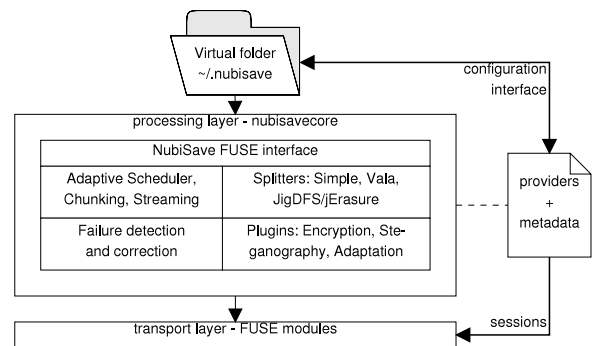 Virtual folder
~/.nubisave
configuration
interface
processing layer - nubisavecore
NubiSave FUSE interface
Adaptive Scheduler,
Chunking, Streaming
Splitters: Simple, Vala,
JigDFS/jErasure
Failure detection
and correction
Plugins: Encryption, Ste-
ganography, Adaptation
providers
+
metadata
sessions
transport layer - FUSE modules